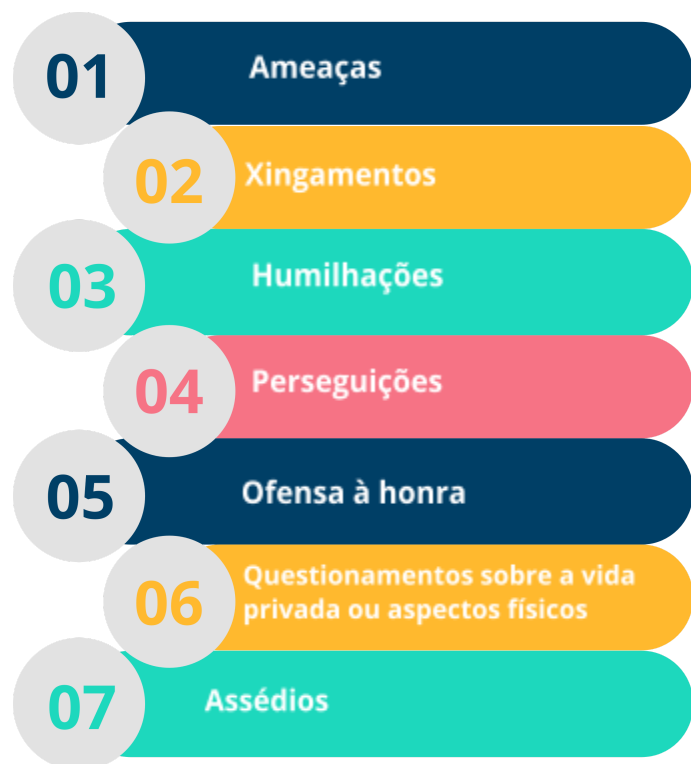 01
Ameaças
02
Xingamentos
03
Humilhações
04
Perseguições
05
Ofensa à honra
06
Questionamentos sobre a vida
privada ou aspectos físicos
07
Assédios